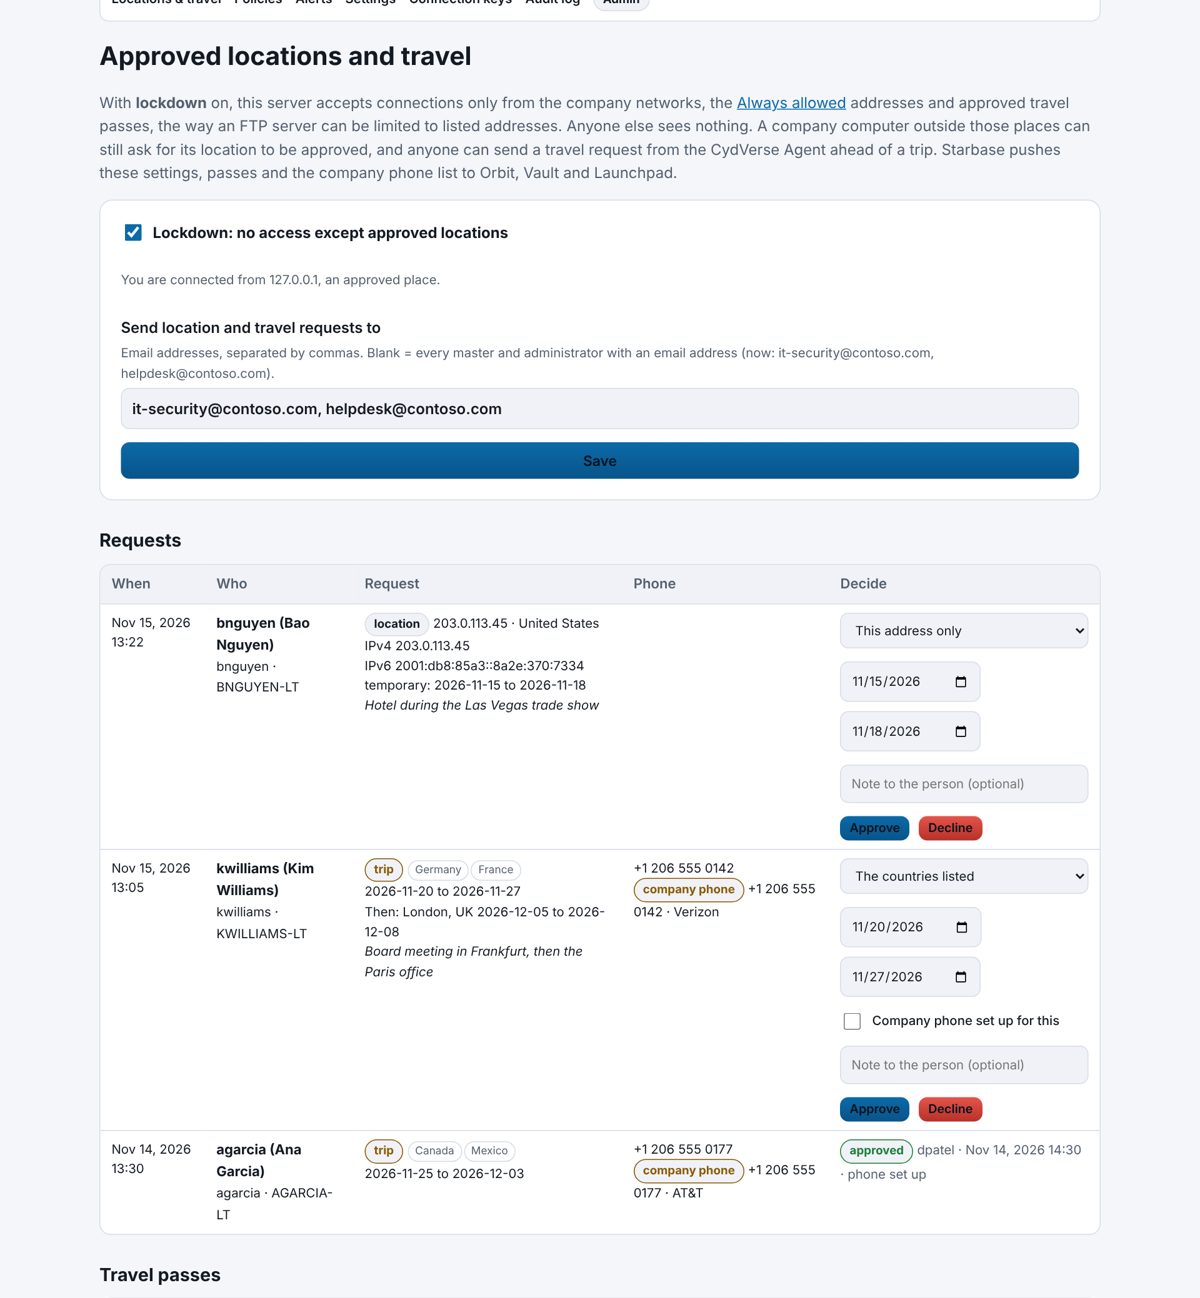 Locations & travel Policies Alerts Settings Connection keys Audit log Admin
Approved locations and travel
With lockdown on, this server accepts connections only from the company networks, the Always allowed addresses and approved travel
passes, the way an FTP server can be limited to listed addresses. Anyone else sees nothing. A company computer outside those places can
still ask for its location to be approved, and anyone can send a travel request from the CydVerse Agent ahead of a trip. Starbase pushes
these settings, passes and the company phone list to Orbit, Vault and Launchpad.
Lockdown: no access except approved locations
You are connected from 127.0.0.1, an approved place.
Send location and travel requests to
Email addresses, separated by commas. Blank = every master and administrator with an email address (now: it-security@contoso.com,
helpdesk@contoso.com).
it-security@contoso.com, helpdesk@contoso.com
Save
Requests
When Who Request Phone Decide
Nov 15, 2026
13:22
bnguyen (Bao
Nguyen)
bnguyen ·
BNGUYEN-LT
location 203.0.113.45 · United States
IPv4 203.0.113.45
IPv6 2001:db8:85a3::8a2e:370:7334
temporary: 2026-11-15 to 2026-11-18
Hotel during the Las Vegas trade show
This address only
11/15/2026
11/18/2026
Note to the person (optional)
Approve Decline
Nov 15, 2026
13:05
kwilliams (Kim
Williams)
kwilliams ·
KWILLIAMS-LT
trip Germany France
2026-11-20 to 2026-11-27
Then: London, UK 2026-12-05 to 2026-
12-08
Board meeting in Frankfurt, then the
Paris office
+1 206 555 0142
company phone +1 206 555
0142 · Verizon
The countries listed
11/20/2026
11/27/2026
Company phone set up for this
Note to the person (optional)
Approve Decline
Nov 14, 2026
13:30
agarcia (Ana
Garcia)
agarcia · AGARCIA-
LT
trip Canada Mexico
2026-11-25 to 2026-12-03
+1 206 555 0177
company phone +1 206 555
0177 · AT&T
approved dpatel · Nov 14, 2026 14:30
· phone set up
Travel passes